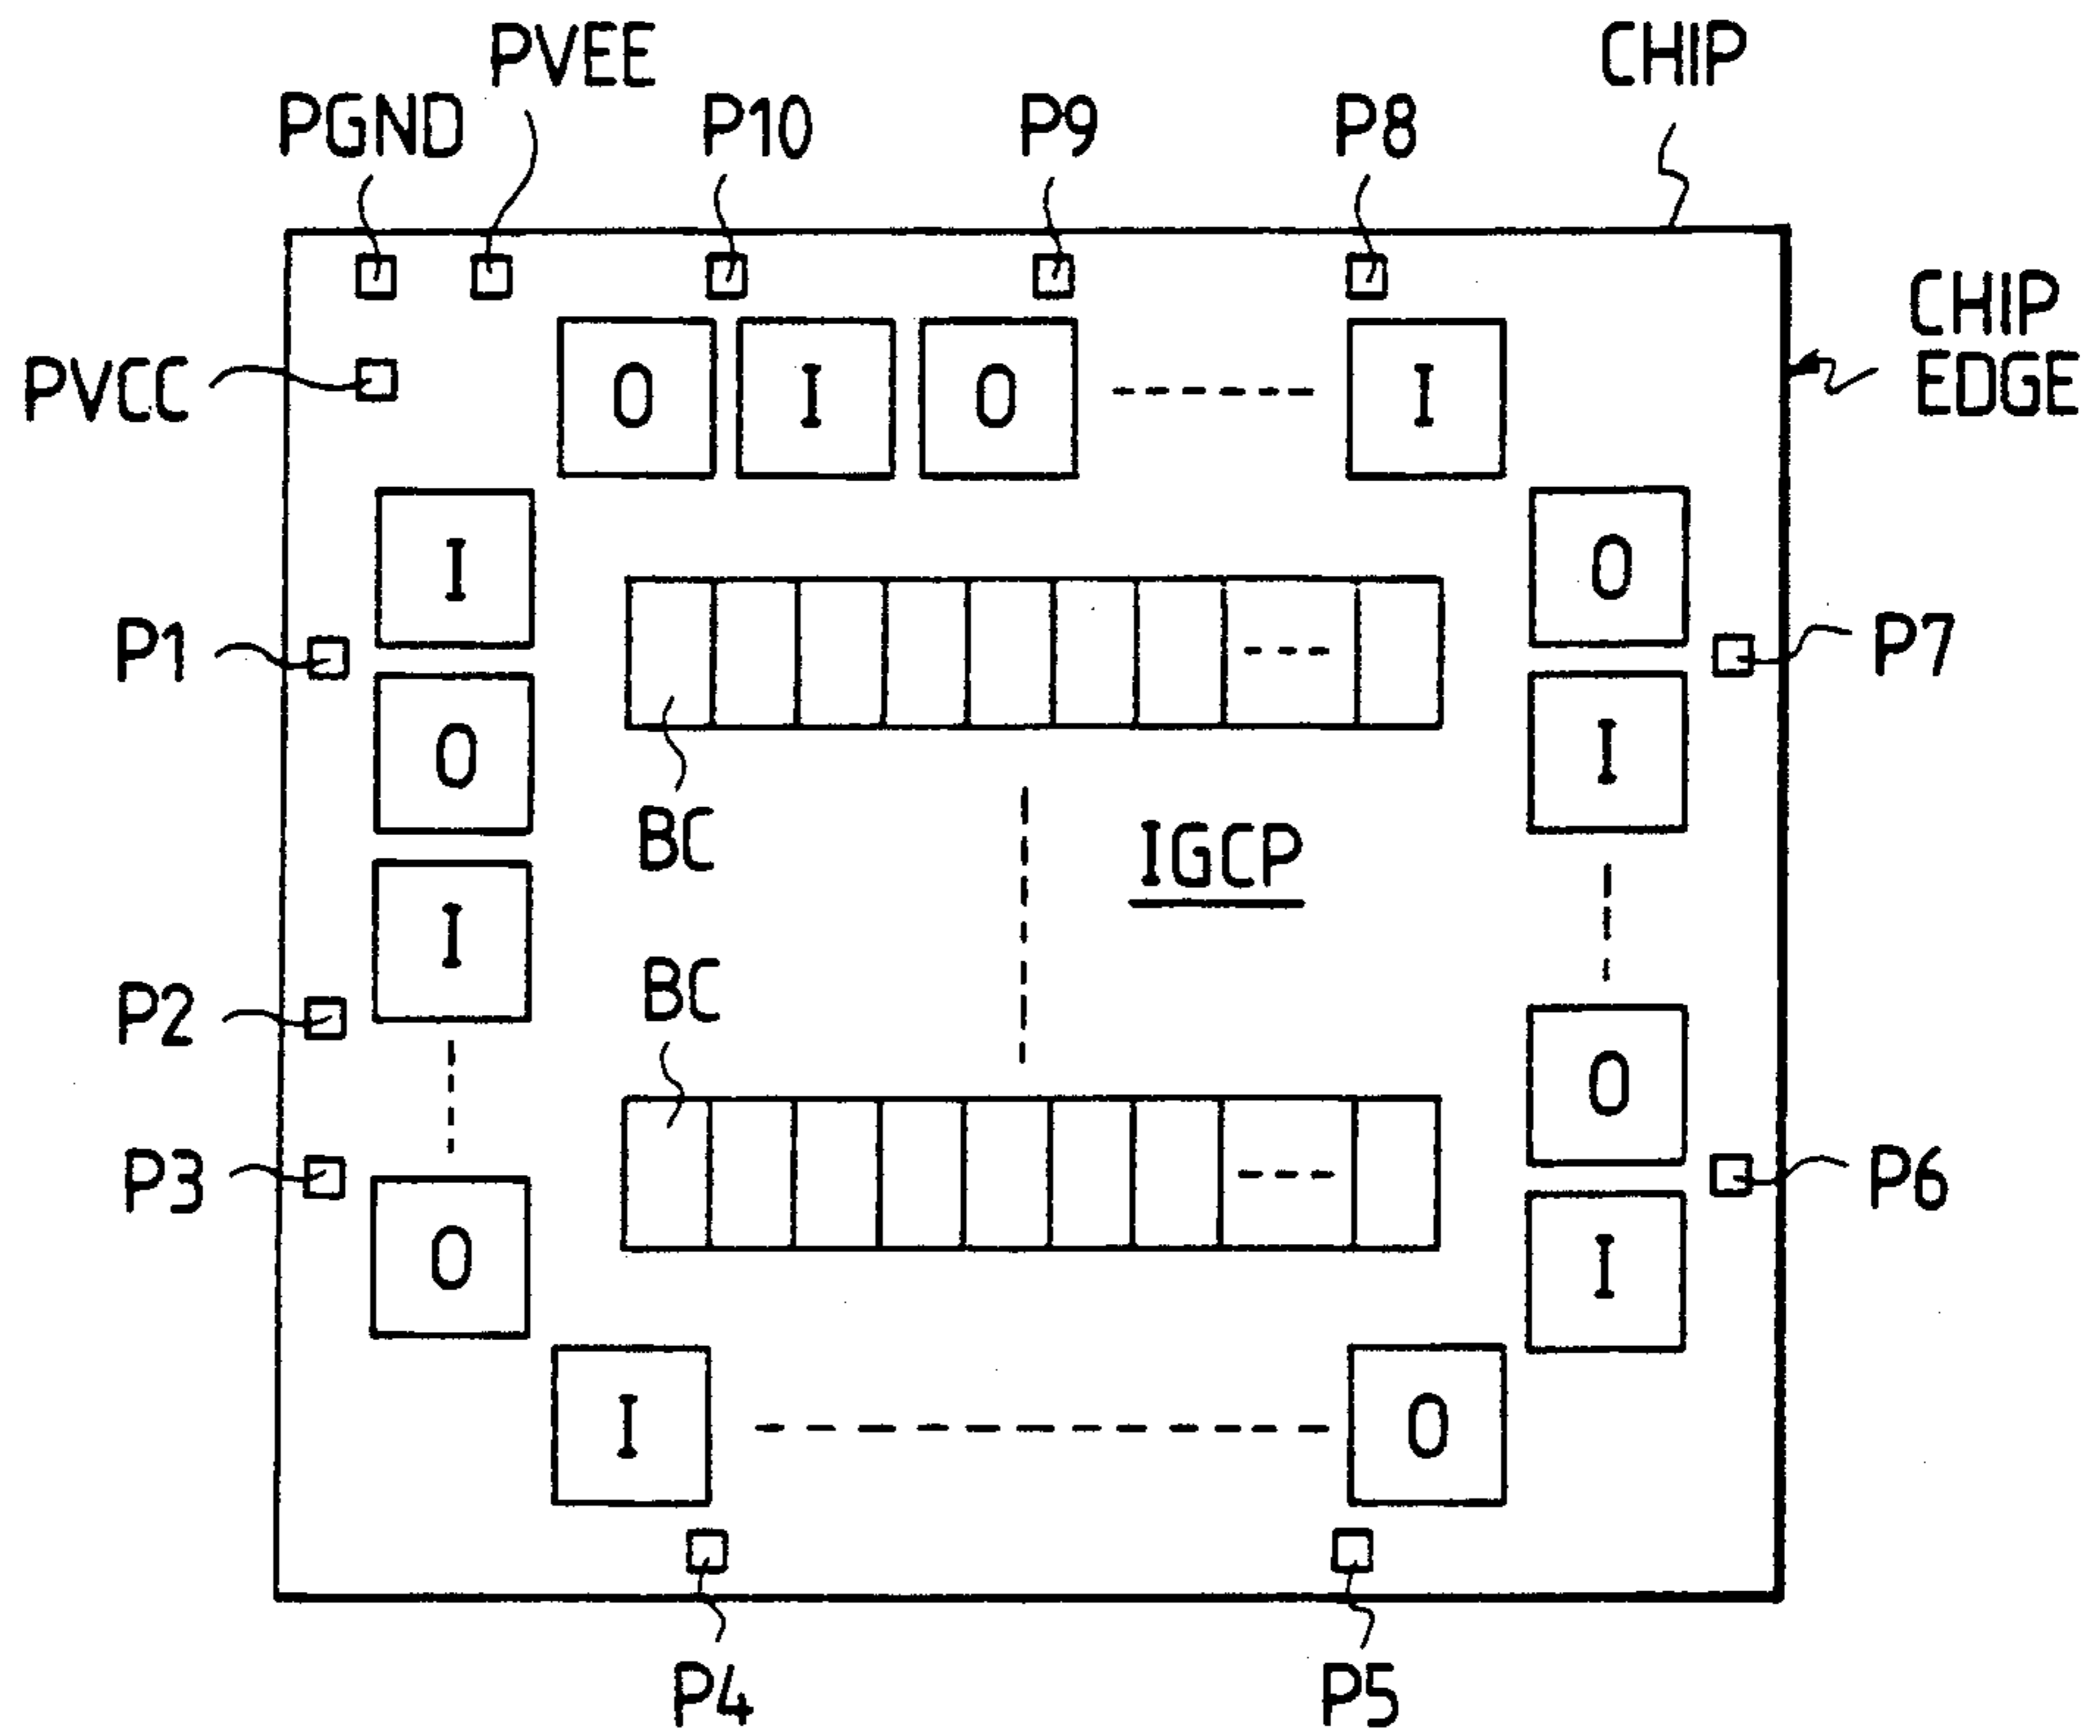 PVEE
CHIP
PGND
P10
P9
P8
CHIP
EDGE
PVCC
O
I
O
I
I
O
P1
P7
O
I
BC
IGCP
I
BC
P2
O
P3
P6
O
I
I
O
P4
P5